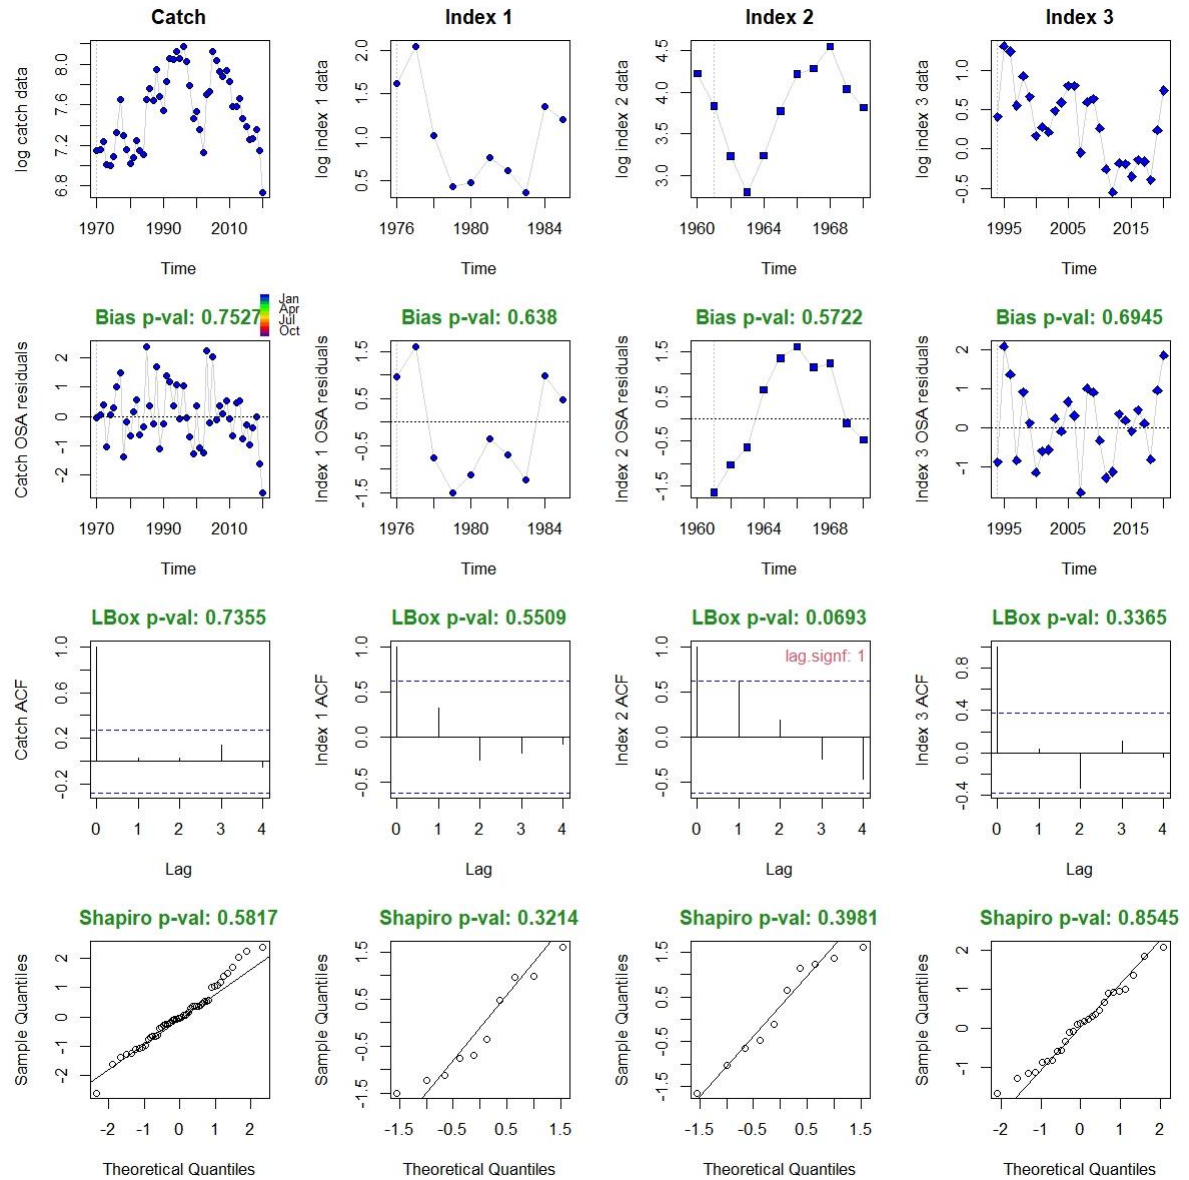 Catch Index 1 Index 2 Index 3
log catch data
6.8 7.2 7.6 8.0
1970 1990 2010
Time
log index 1 data
0.5 1.0 1.5 2.0
1976 1980 1984
Time
log index 2 data
3.0 3.5 4.0 4.5
1960 1964 1968
Time
log index 3 data
-0.5 0.0 0.5 1.0
1995 2005 2015
Time
Bias p-val: 0.7527
Jan
Apr
Jul
Oct
Catch OSA residuals
-2 -1 0 1 2
1970 1990 2010
Time
Bias p-val: 0.638
Index 1 OSA residuals
-1.5 -0.5 0.5 1.5
1976 1980 1984
Time
Bias p-val: 0.5722
Index 2 OSA residuals
-1.5 -0.5 0.5 1.5
1960 1964 1968
Time
Bias p-val: 0.6945
Index 3 OSA residuals
-1 0 1 2
1995 2005 2015
Time
LBox p-val: 0.7355
Catch ACF
-0.2 0.2 0.6 1.0
0 1 2 3 4
Lag
LBox p-val: 0.5509
Index 1 ACF
-0.5 0.0 0.5 1.0
0 1 2 3 4
Lag
LBox p-val: 0.0693
lag.signf: 1
Index 2 ACF
-0.5 0.0 0.5 1.0
0 1 2 3 4
Lag
LBox p-val: 0.3365
Index 3 ACF
-0.4 0.0 0.4 0.8
0 1 2 3 4
Lag
Shapiro p-val: 0.5817
Sample Quantiles
-2 -1 0 1 2
-2 -1 0 1 2
Theoretical Quantiles
Shapiro p-val: 0.3214
Sample Quantiles
-1.5 -0.5 0.5 1.5
-1.5 -0.5 0.5 1.5
Theoretical Quantiles
Shapiro p-val: 0.3981
Sample Quantiles
-1.5 -0.5 0.5 1.5
-1.5 -0.5 0.5 1.5
Theoretical Quantiles
Shapiro p-val: 0.8545
Sample Quantiles
-1 0 1 2
-2 -1 0 1 2
Theoretical Quantiles